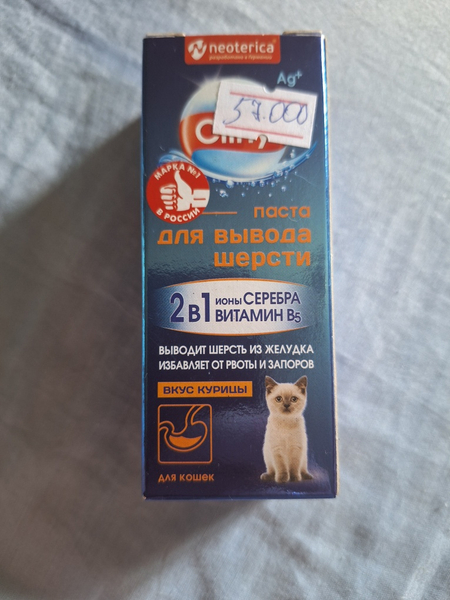 neoterica
разработано в Германии
Ag+
57.000
МАРКА №1
В РОССИИ
паста
для вывода
шерсти
2 в 1 ионы СЕРЕБРА
ВИТАМИН B5
ВЫВОДИТ ШЕРСТЬ ИЗ ЖЕЛУДКА
ИЗБАВЛЯЕТ ОТ РВОТЫ И ЗАПОРОВ
ВКУС КУРИЦЫ
для кошек